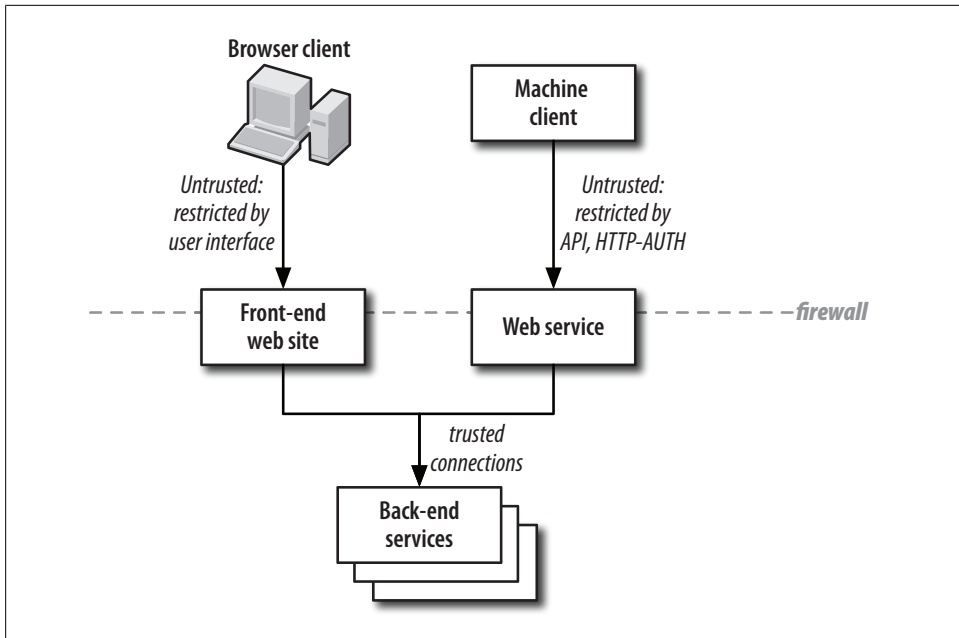 Browser client
Machine
client
Untrusted:
restricted by
user interface
Untrusted:
restricted by
API, HTTP-AUTH
Front-end
web site
Web service
firewall
trusted
connections
Back-end
services